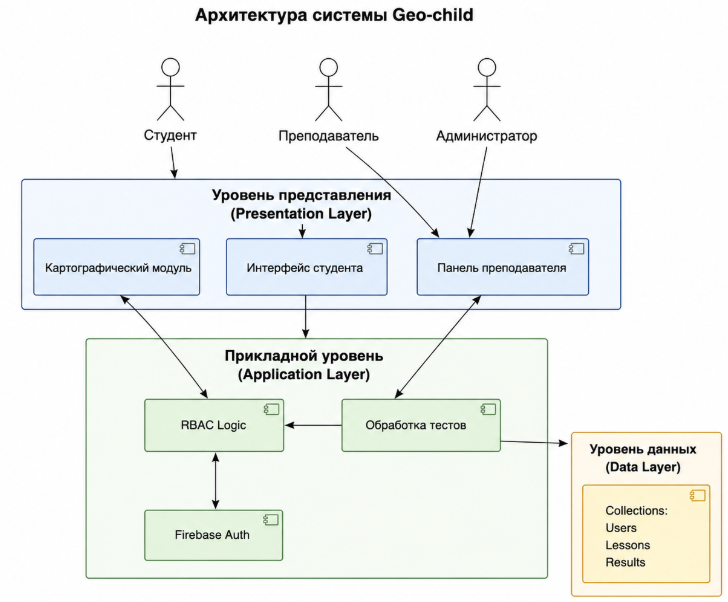 Архитектура системы Geo-child
Студент
Преподаватель
Администратор
Уровень представления
(Presentation Layer)
Картографический модуль
Интерфейс студента
Панель преподавателя
Прикладной уровень
(Application Layer)
RBAC Logic
Обработка тестов
Firebase Auth
Уровень данных
(Data Layer)
Collections:
Users
Lessons
Results